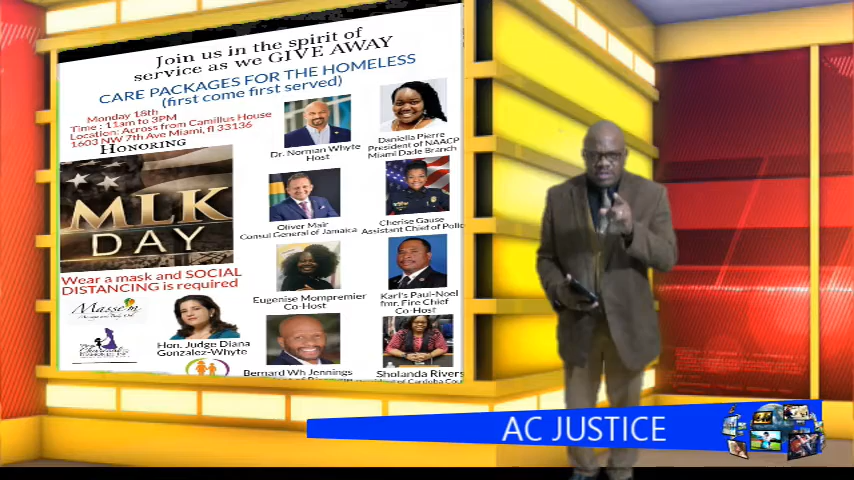 Join us in the spirit of
service as we GIVE AWAY
CARE PACKAGES FOR THE HOMELESS
(first come first served)
Monday 18th
Time : 11am to 3PM
Location: Across from Camillus House
1603 NW 7th Ave Miami, fl 33136
HONORING
MLK
DAY
Wear a mask and SOCIAL
DISTANCING is required
Masse'm
Dr. Norman Whyte
Host
Daniella Pierre
President of NAACP
Miami Dade Branch
Oliver Mair
Consul General of Jamaica
Cherise Gause
Assistant Chief of Polic
Eugenise Mompremier
Co-Host
Karl's Paul-Noel
fmr. Fire Chief
Co-Host
Hon. Judge Diana
Gonzalez-Whyte
Bernard Wh Jennings
Sholanda Rivers
AC JUSTICE